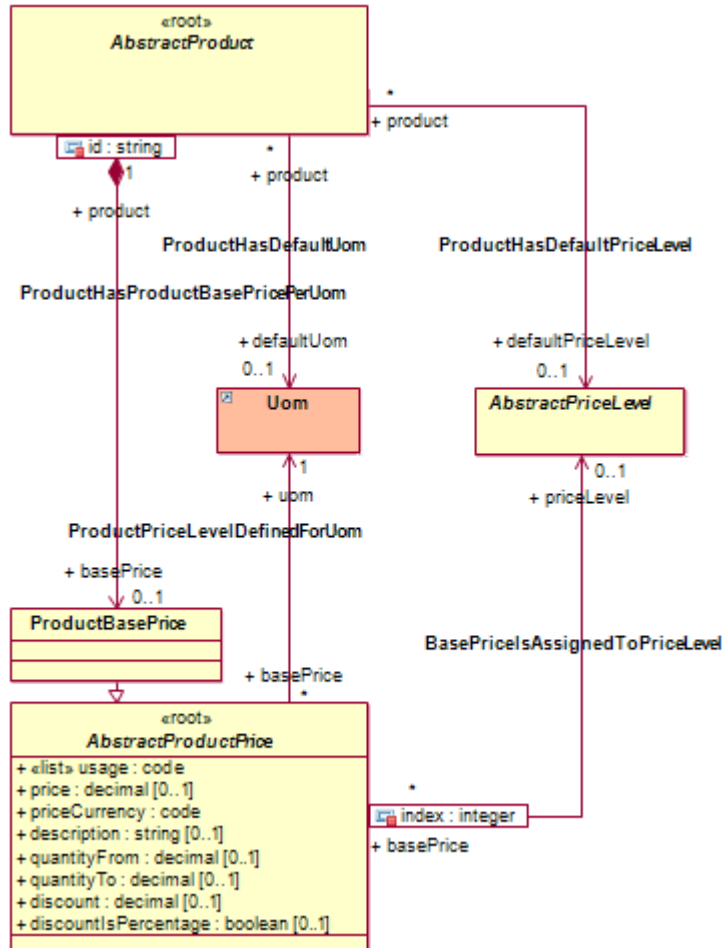 «root»
AbstractProduct
*
+ product
id : string
1
+ product
*
+ product
ProductHasDefaultUom
ProductHasDefaultPriceLevel
ProductHasProductBasePricePerUom
+ defaultUom
0..1
+ defaultPriceLevel
0..1
Uom
AbstractPriceLevel
1
+ uom
0..1
+ priceLevel
ProductPriceLevelDefinedForUom
+ basePrice
0..1
ProductBasePrice
BasePriceIsAssignedToPriceLevel
+ basePrice
*
«root»
AbstractProductPrice
+ «list» usage : code
+ price : decimal [0..1]
+ priceCurrency : code
+ description : string [0..1]
+ quantityFrom : decimal [0..1]
+ quantityTo : decimal [0..1]
+ discount : decimal [0..1]
+ discountIsPercentage : boolean [0..1]
*
index : integer
+ basePrice